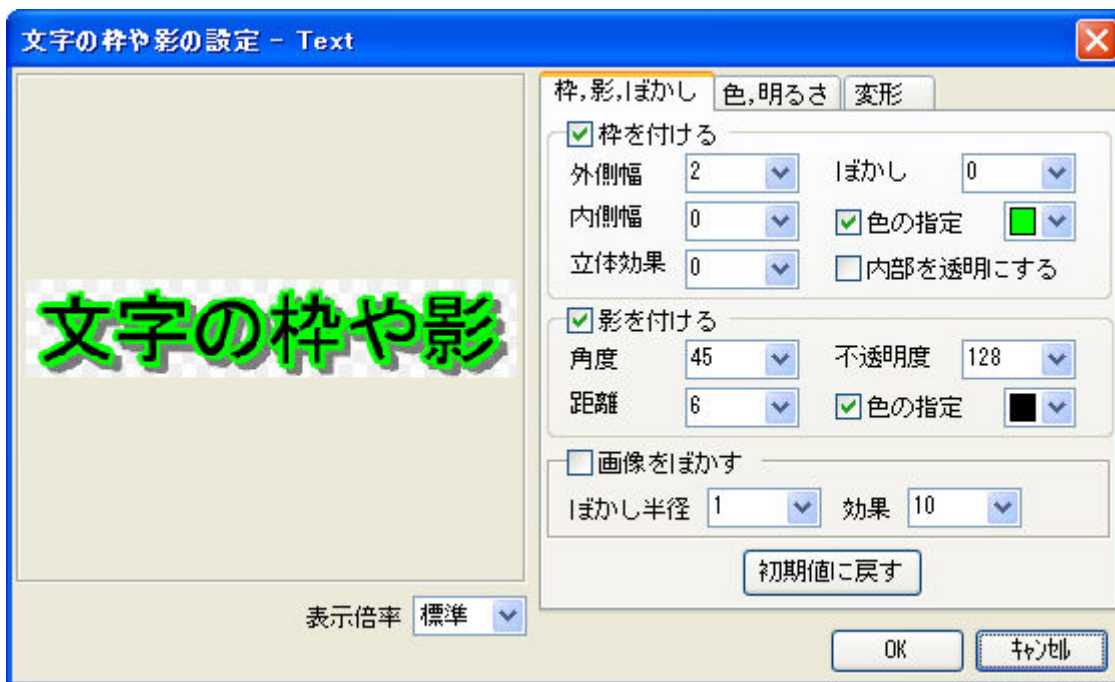 文字の枠や影の設定 - Text
枠,影,ぼかし 色,明るさ 変形
枠を付ける
外側幅 2 ぼかし 0
内側幅 0 色の指定
立体効果 0 内部を透明にする
文字の枠や影
影を付ける
角度 45 不透明度 128
距離 6 色の指定
画像をぼかす
ぼかし半径 1 効果 10
初期値に戻す
表示倍率 標準
OK キャンセル